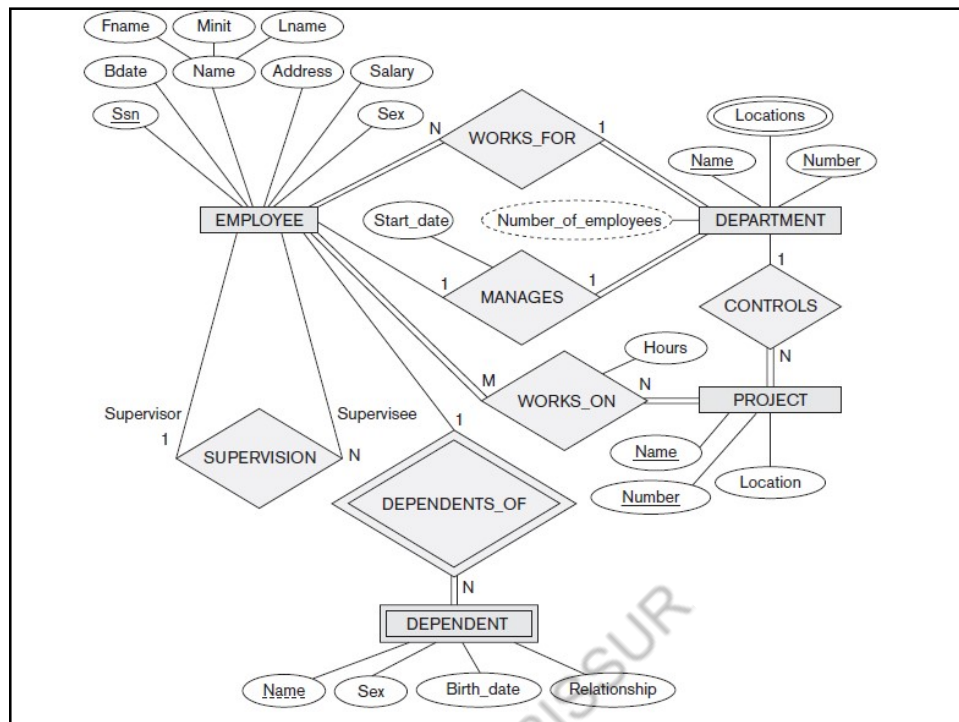 Fname Minit Lname
Bdate Name Address Salary
Ssn Sex
N WORKS_FOR 1
Locations
Name Number
EMPLOYEE
Start_date
Number_of_employees
DEPARTMENT
1 MANAGES 1
1
CONTROLS
N
Hours
M WORKS_ON N
PROJECT
Supervisor Supervisee
1 SUPERVISION N
1
Name
Number Location
DEPENDENTS_OF
N
DEPENDENT
Name Sex Birth_date Relationship